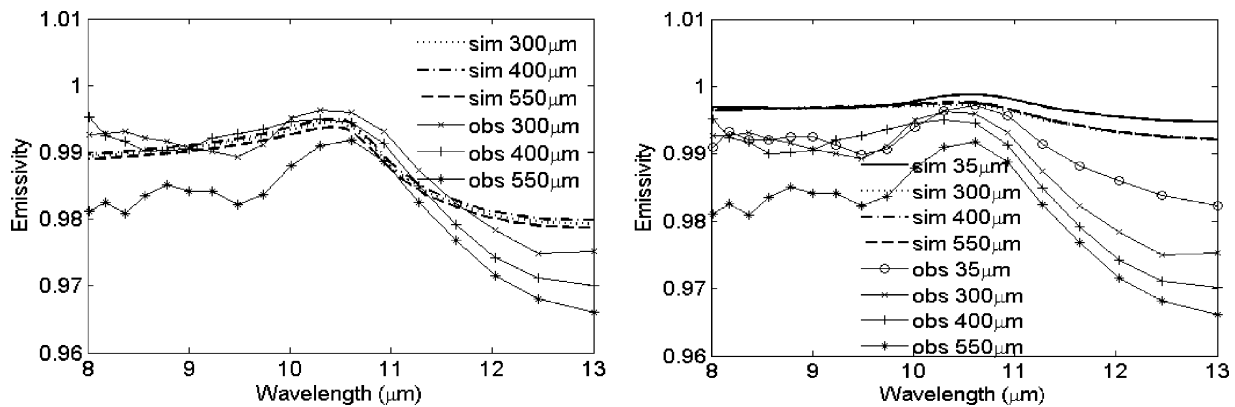 1.01
1
0.99
0.98
0.97
0.96
Emissivity
8 9 10 11 12 13
Wavelength (μm)
sim 300μm
sim 400μm
sim 550μm
obs 300μm
obs 400μm
obs 550μm
1.01
1
0.99
0.98
0.97
0.96
Emissivity
8 9 10 11 12 13
Wavelength (μm)
sim 35μm
sim 300μm
sim 400μm
sim 550μm
obs 35μm
obs 300μm
obs 400μm
obs 550μm